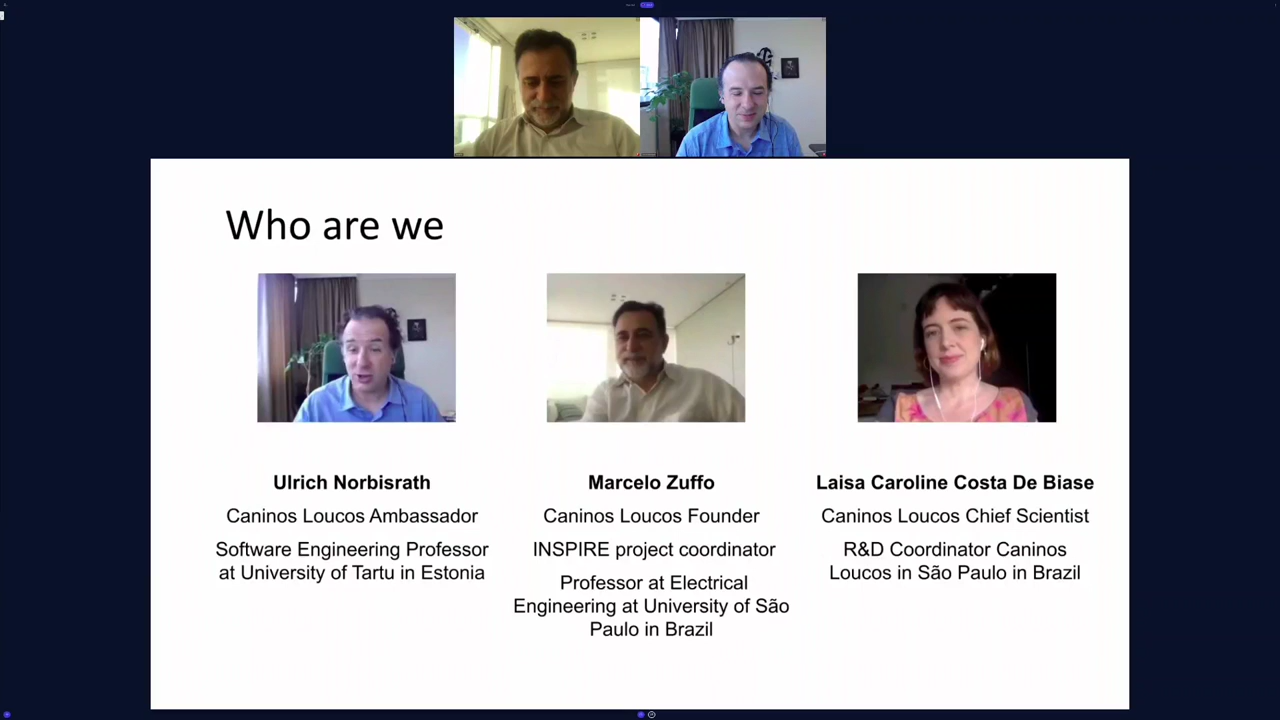 Who are we
Ulrich Norbisrath
Caninos Loucos Ambassador
Software Engineering Professor
at University of Tartu in Estonia
Marcelo Zuffo
Caninos Loucos Founder
INSPIRE project coordinator
Professor at Electrical
Engineering at University of São
Paulo in Brazil
Laisa Caroline Costa De Biase
Caninos Loucos Chief Scientist
R&D Coordinator Caninos
Loucos in São Paulo in Brazil